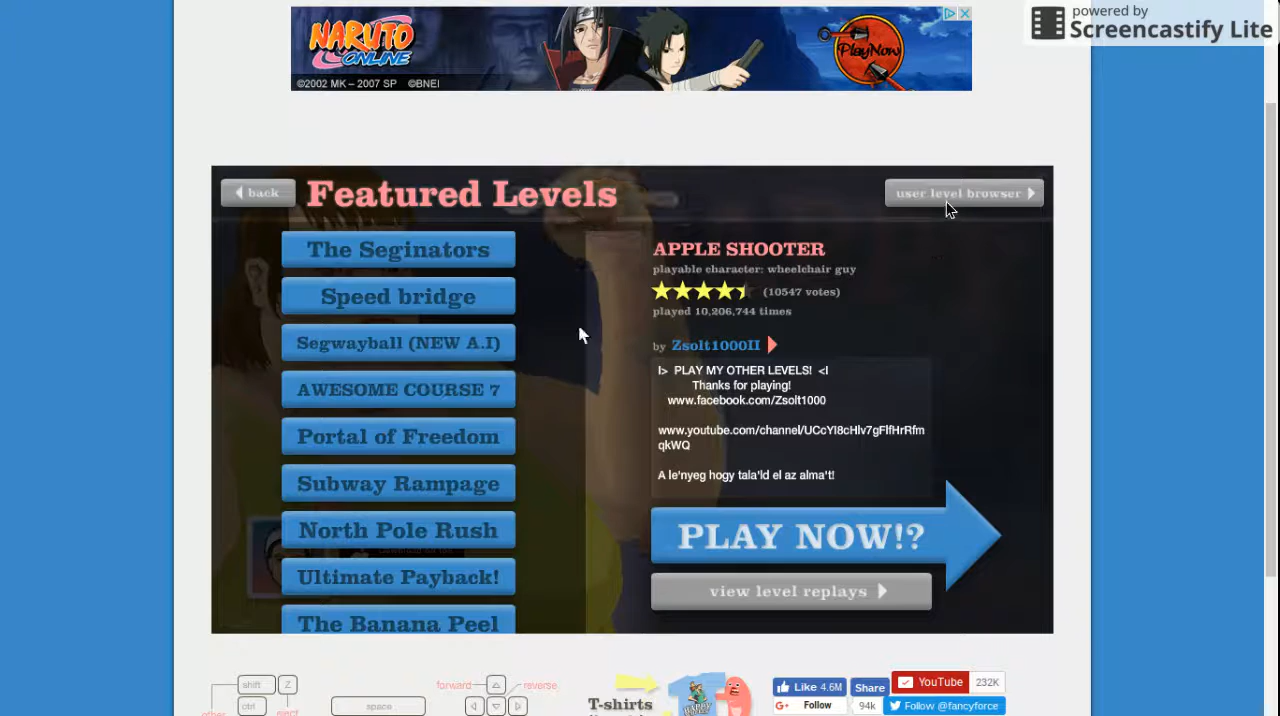 powered by
Screencastify Lite
NARUTO
ONLINE
PlayNow
©2002 MK – 2007 SP ©BNEI
back
Featured Levels
user level browser
The Seginators
Speed bridge
Segwayball (NEW A.I)
AWESOME COURSE 7
Portal of Freedom
Subway Rampage
North Pole Rush
Ultimate Payback!
The Banana Peel
APPLE SHOOTER
playable character: wheelchair guy
(10547 votes)
played 10,206,744 times
by Zsolt1000II
I> PLAY MY OTHER LEVELS! <I
Thanks for playing!
www.facebook.com/Zsolt1000
www.youtube.com/channel/UCcYI8cHlv7gFIfHrRfm
qkWQ
A le'nyeg hogy tala'ld el az alma't!
PLAY NOW!?
view level replays
shift Z
ctrl eject
space
forward reverse
T-shirts
Like 4.6M Share
YouTube 232K
Follow 94k
Follow @fancyforce